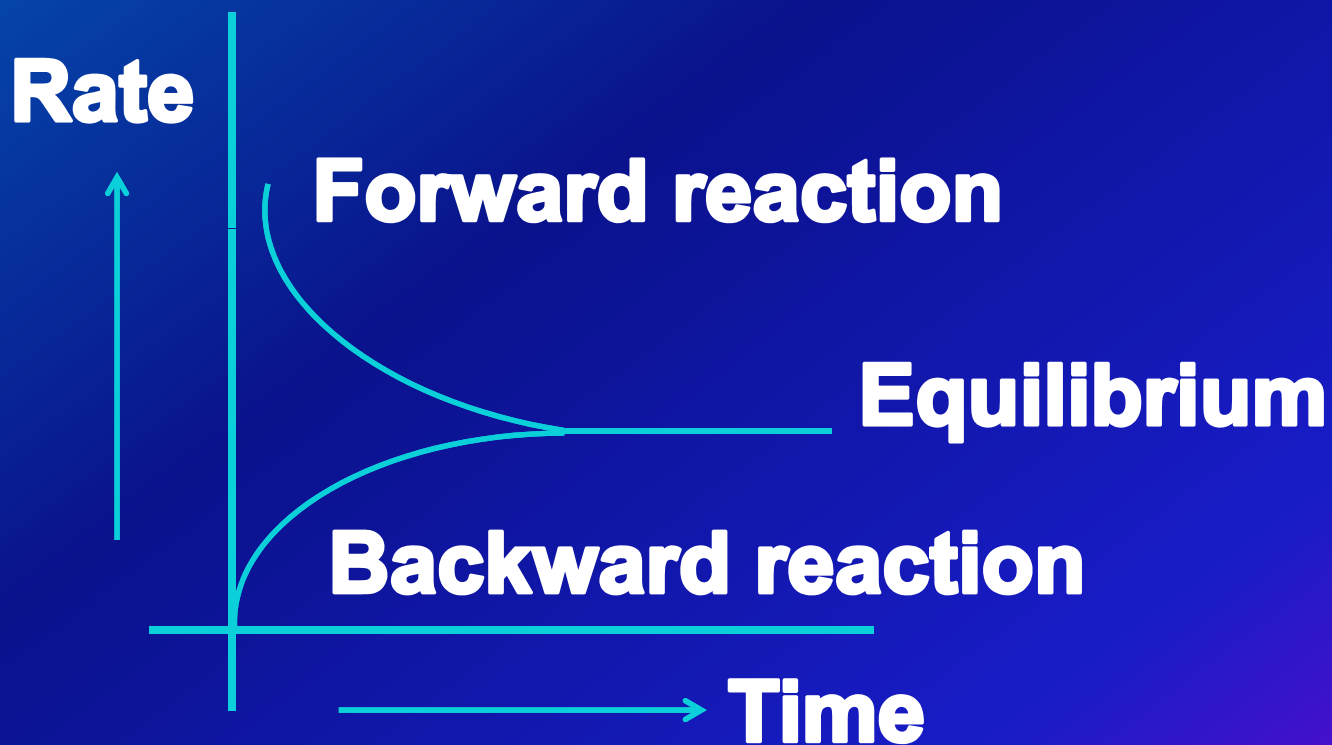 Rate
Forward reaction
Equilibrium
Backward reaction
Time